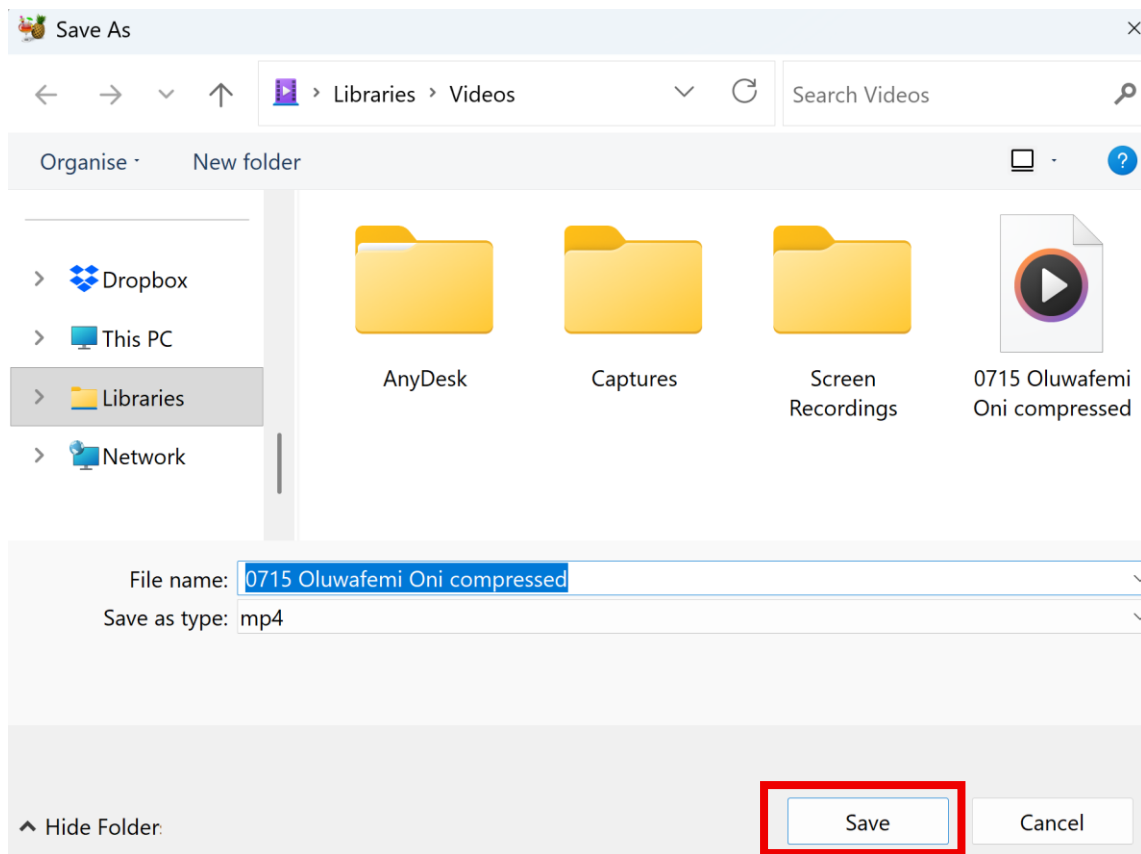 Save As
Libraries Videos
Search Videos
Organise
New folder
?
Dropbox
This PC
Libraries
Network
AnyDesk
Captures
Screen
Recordings
0715 Oluwafemi
Oni compressed
File name: 0715 Oluwafemi Oni compressed
Save as type: mp4
Hide Folder
Save
Cancel